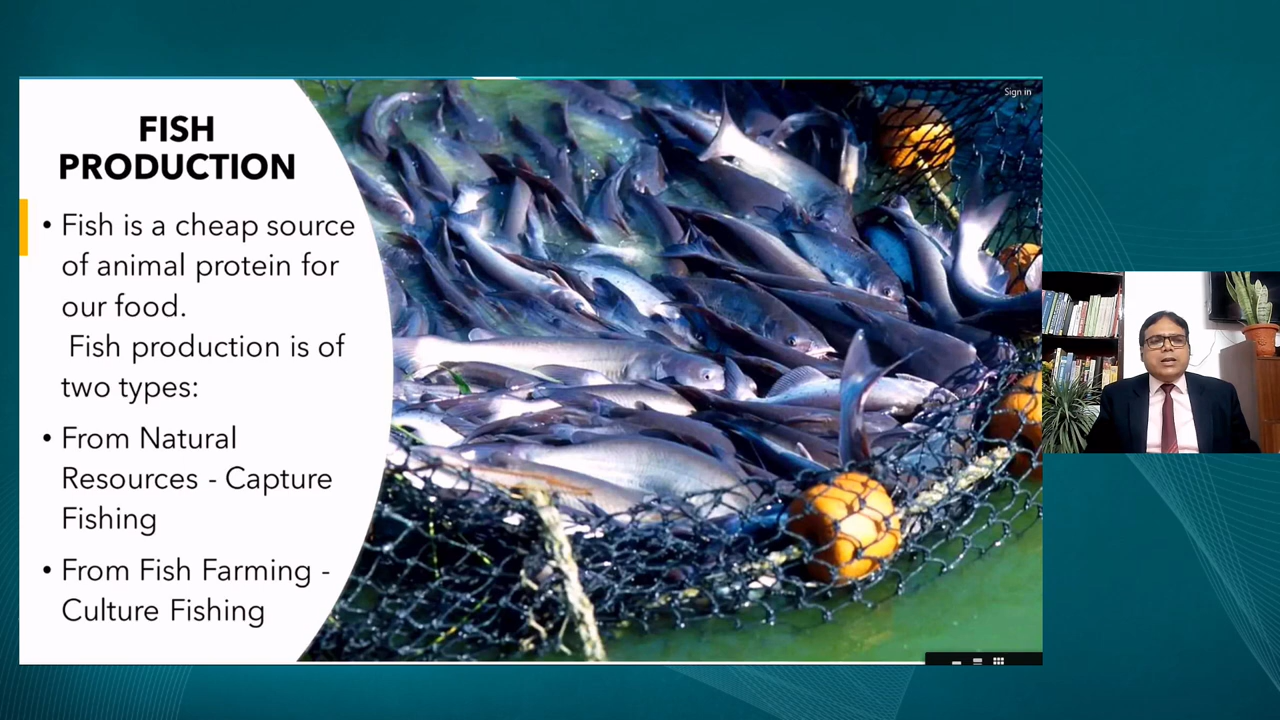 FISH
PRODUCTION
• Fish is a cheap source
of animal protein for
our food.
Fish production is of
two types:
• From Natural
Resources - Capture
Fishing
• From Fish Farming -
Culture Fishing
Sign in